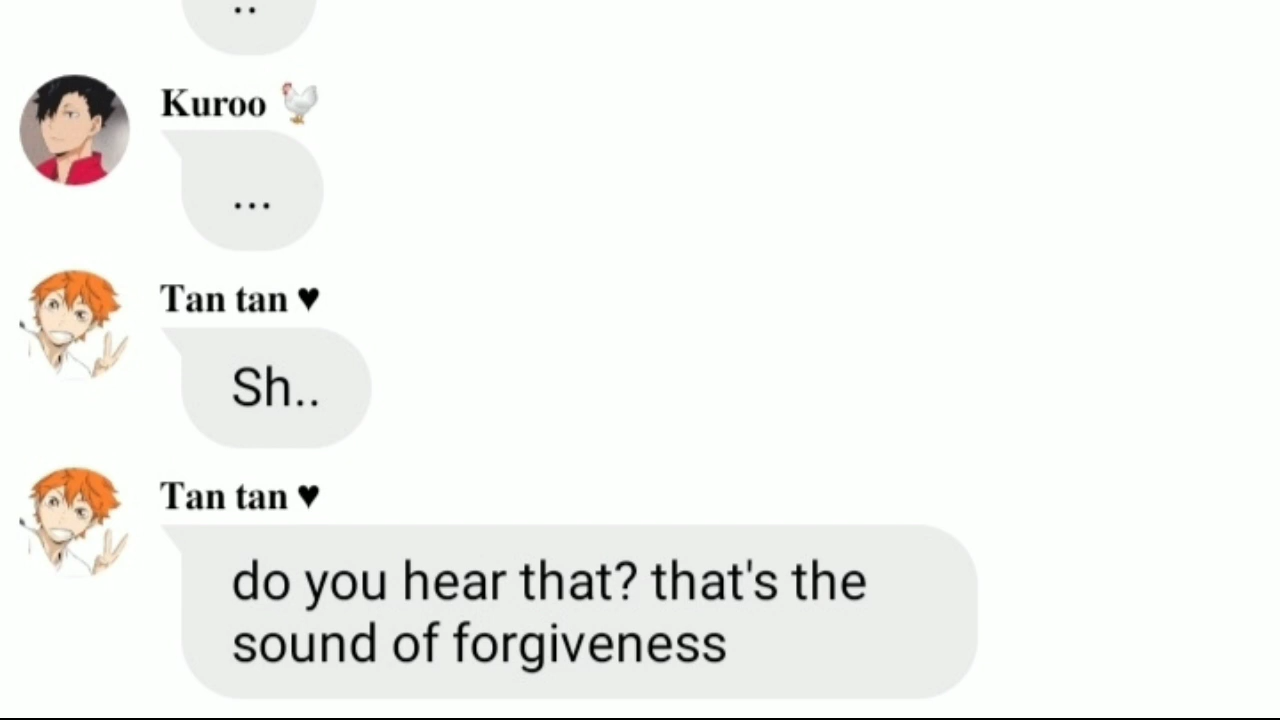 ..
Kuroo 🐓
...
Tan tan ♥
Sh..
Tan tan ♥
do you hear that? that's the
sound of forgiveness